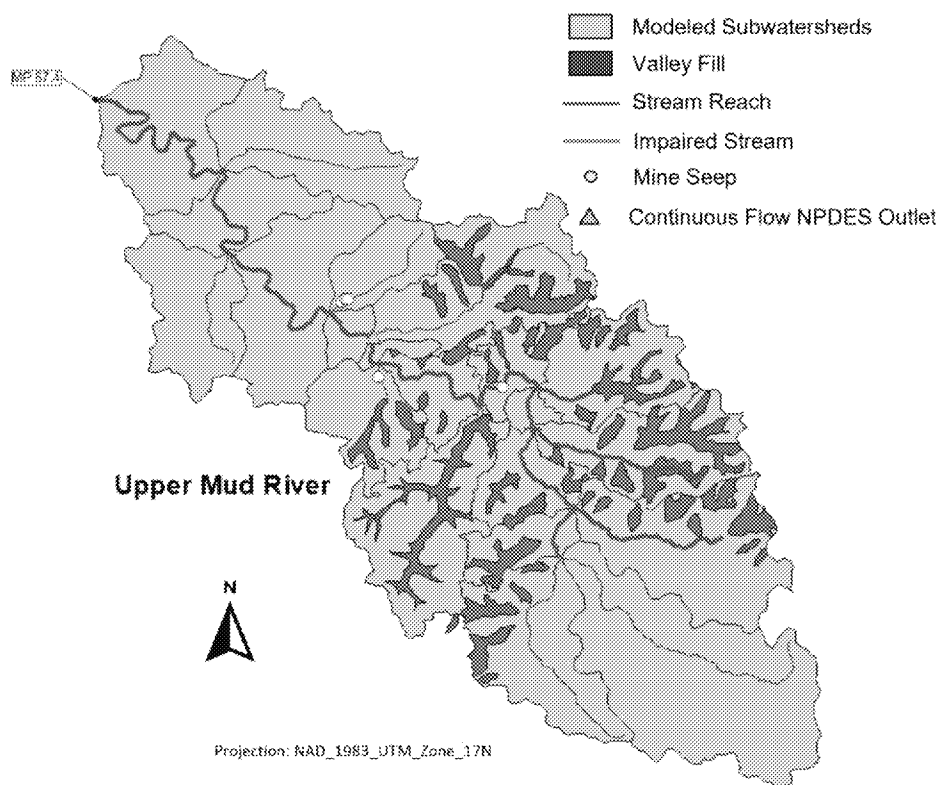 Modeled Subwatersheds
Valley Fill
Stream Reach
Impaired Stream
Mine Seep
Continuous Flow NPDES Outlet
Upper Mud River
N
Projection: NAD_1983_UTM_Zone_17N